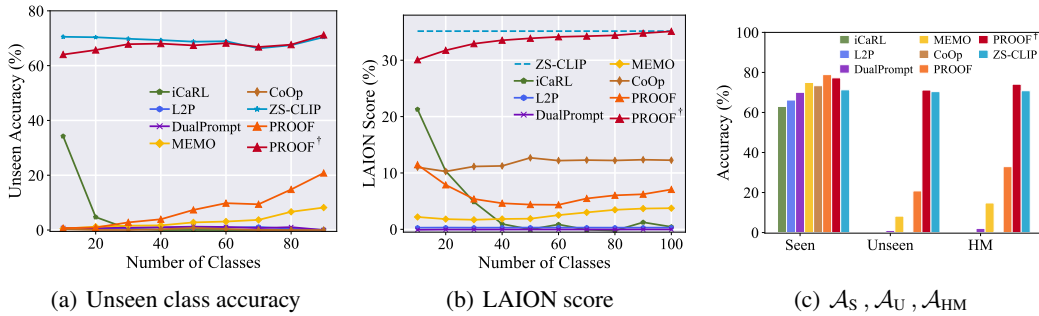 Unseen Accuracy (%)
80
60
40
20
0
iCaRL
L2P
DualPrompt
MEMO
CoOp
ZS-CLIP
PROOF
PROOF†
20 40 60 80
Number of Classes
(a) Unseen class accuracy
LAION Score (%)
30
20
10
0
ZS-CLIP
iCaRL
L2P
DualPrompt
MEMO
CoOp
PROOF
PROOF†
20 40 60 80 100
Number of Classes
(b) LAION score
Accuracy (%)
100
80
60
40
20
0
iCaRL
L2P
DualPrompt
MEMO
CoOp
PROOF
PROOF†
ZS-CLIP
Seen Unseen HM
(c) 𝒜S , 𝒜U , 𝒜HM